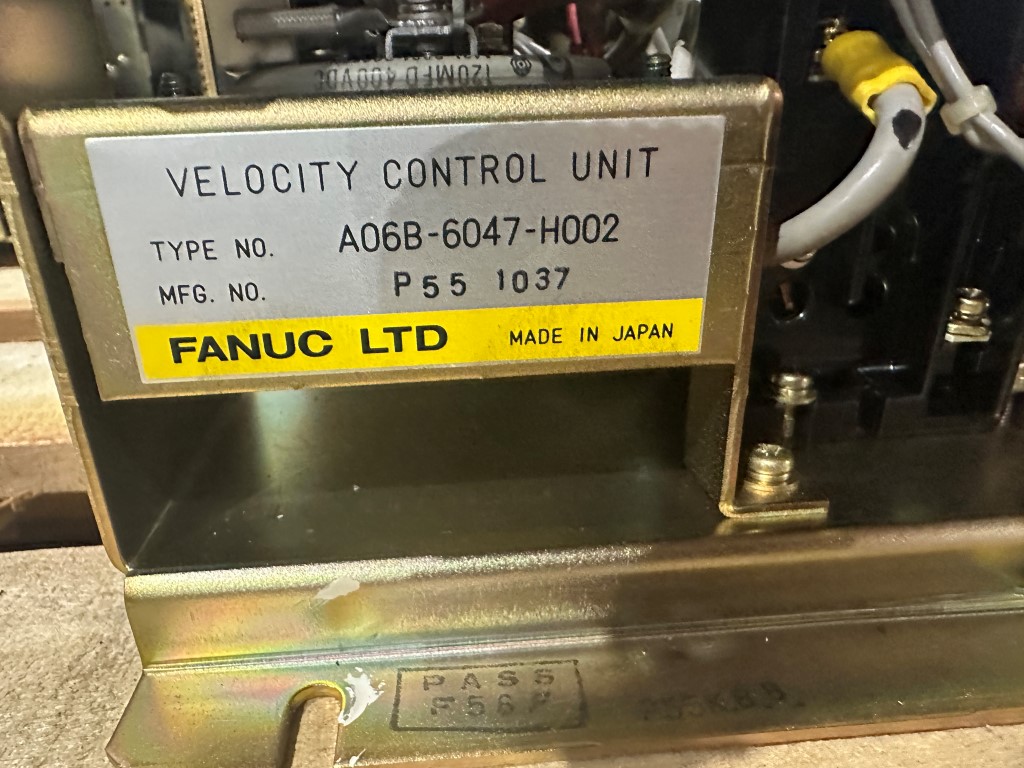 120MFD 400VDC
VELOCITY CONTROL UNIT
TYPE NO. A06B-6047-H002
MFG. NO. P55 1037
FANUC LTD MADE IN JAPAN
PASS